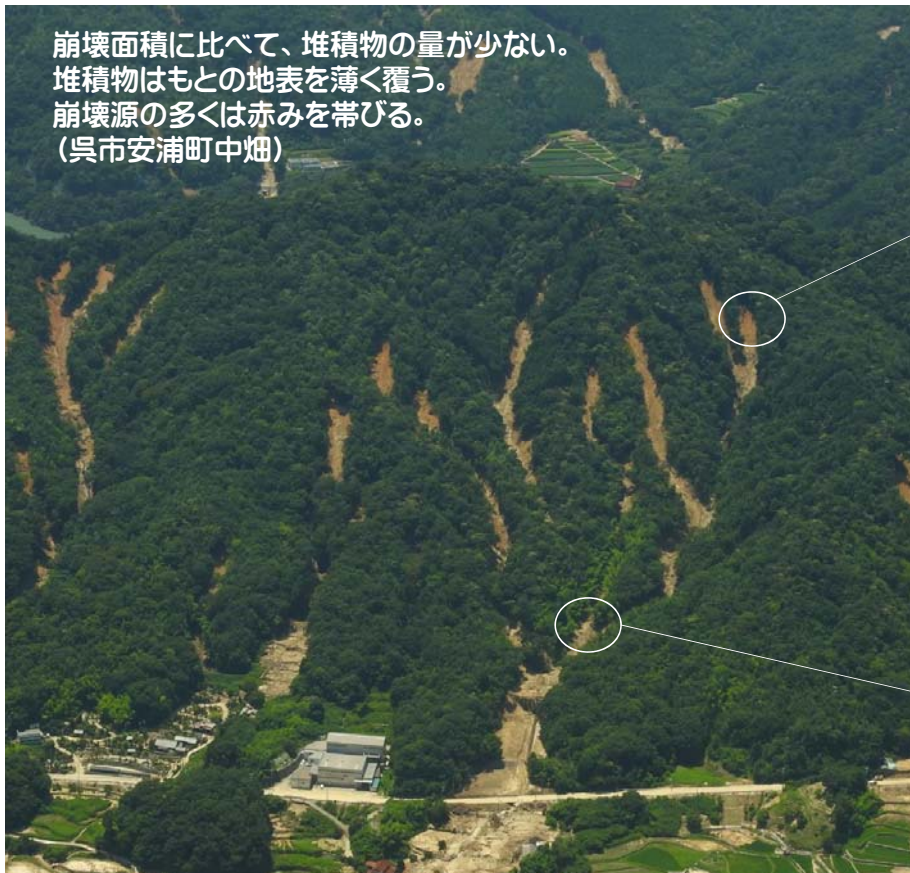 崩壊面積に比べて、堆積物の量が少ない。
堆積物はもとの地表を薄く覆う。
崩壊源の多くは赤みを帯びる。
(呉市安浦町中畑)